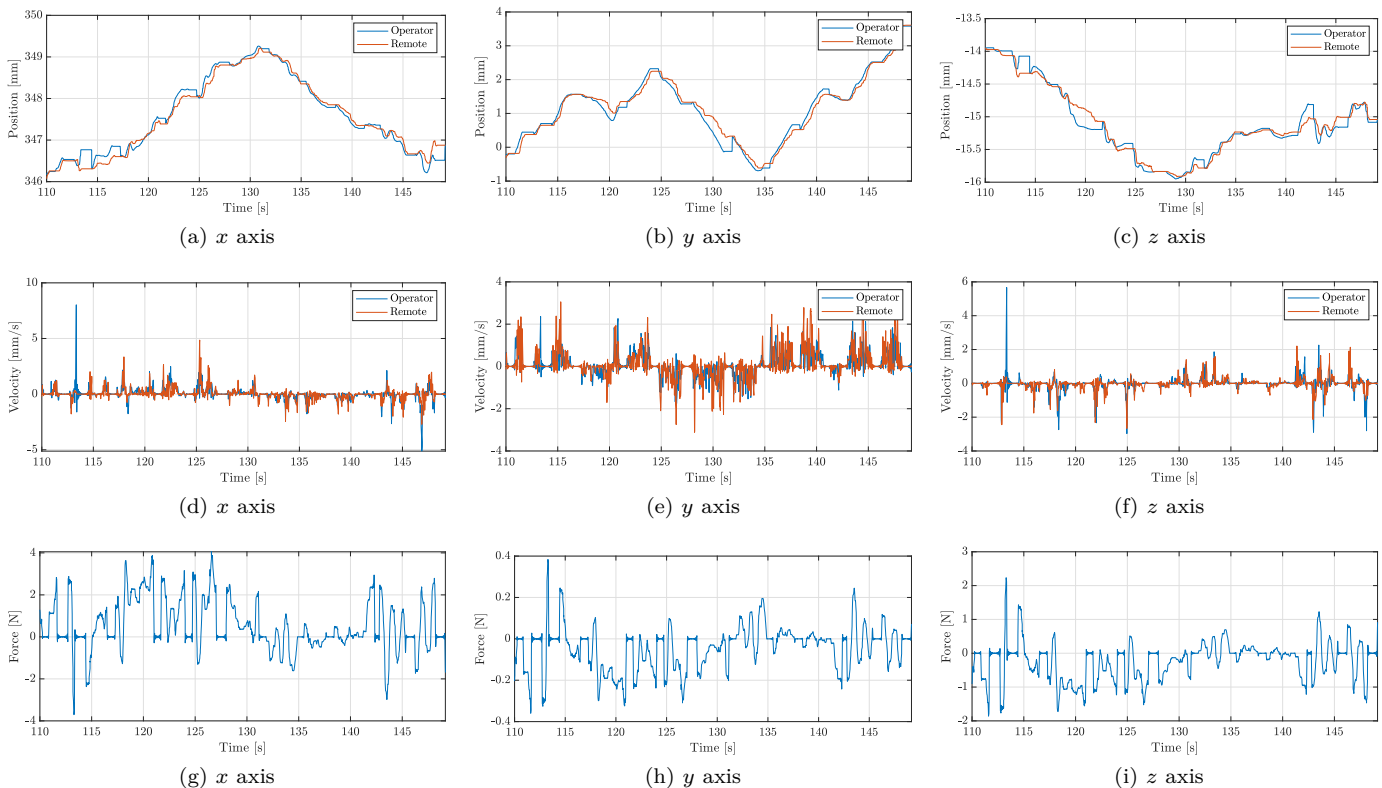 350
349
348
347
346
Position [mm]
110 115 120 125 130 135 140 145
Time [s]
Operator
Remote
(a) x axis
4
3
2
1
0
-1
Position [mm]
110 115 120 125 130 135 140 145
Time [s]
Operator
Remote
(b) y axis
-13.5
-14
-14.5
-15
-15.5
-16
Position [mm]
110 115 120 125 130 135 140 145
Time [s]
Operator
Remote
(c) z axis
10
5
0
-5
Velocity [mm/s]
110 115 120 125 130 135 140 145
Time [s]
Operator
Remote
(d) x axis
4
2
0
-2
-4
Velocity [mm/s]
110 115 120 125 130 135 140 145
Time [s]
Operator
Remote
(e) y axis
6
4
2
0
-2
-4
Velocity [mm/s]
110 115 120 125 130 135 140 145
Time [s]
Operator
Remote
(f) z axis
4
2
0
-2
-4
Force [N]
110 115 120 125 130 135 140 145
Time [s]
(g) x axis
0.4
0.2
0
-0.2
-0.4
Force [N]
110 115 120 125 130 135 140 145
Time [s]
(h) y axis
3
2
1
0
-1
-2
Force [N]
110 115 120 125 130 135 140 145
Time [s]
(i) z axis